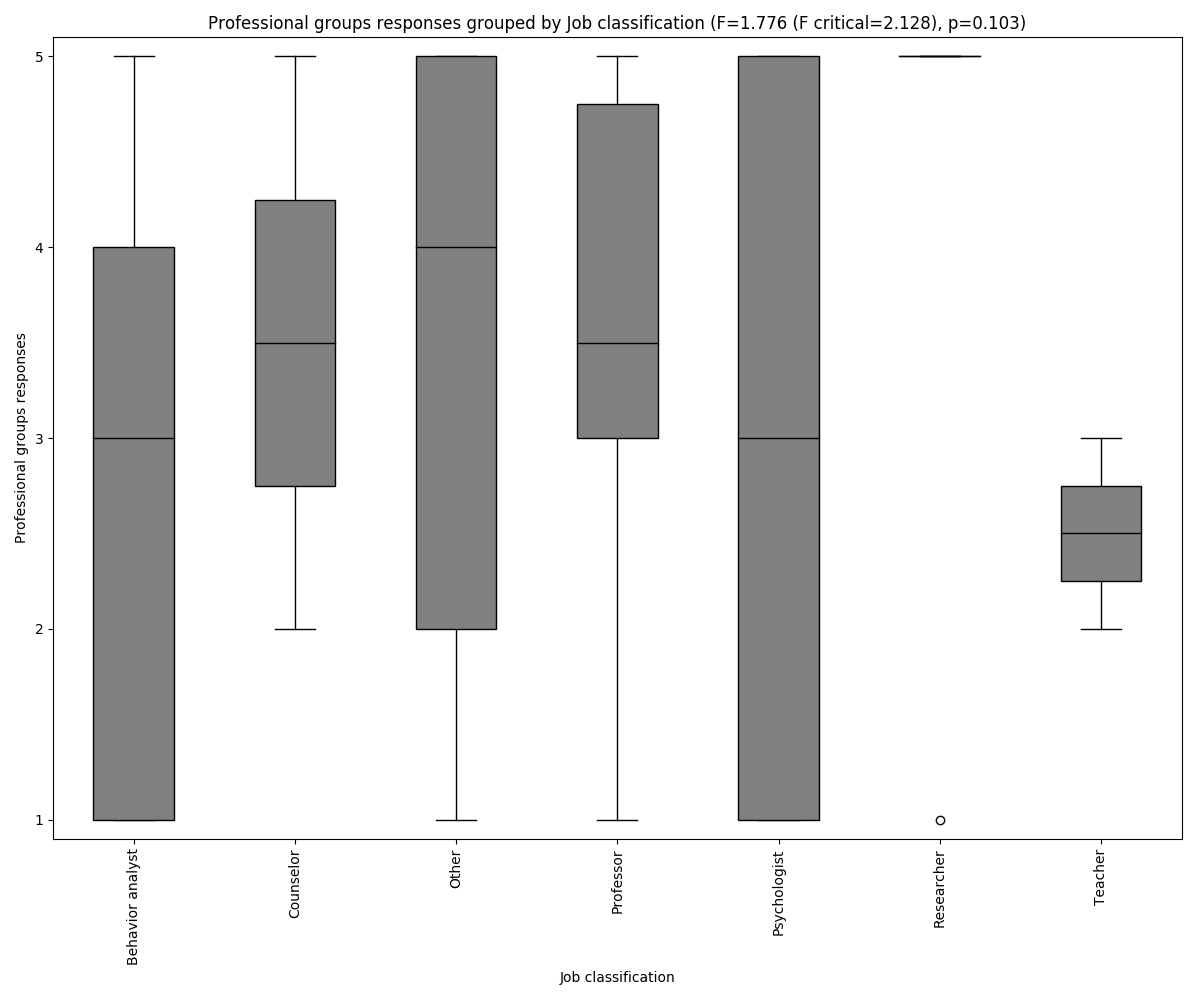 Professional groups responses grouped by Job classification (F=1.776 (F critical=2.128), p=0.103)
5
4
3
2
1
Professional groups responses
Behavior analyst
Counselor
Other
Professor
Psychologist
Researcher
Teacher
Job classification